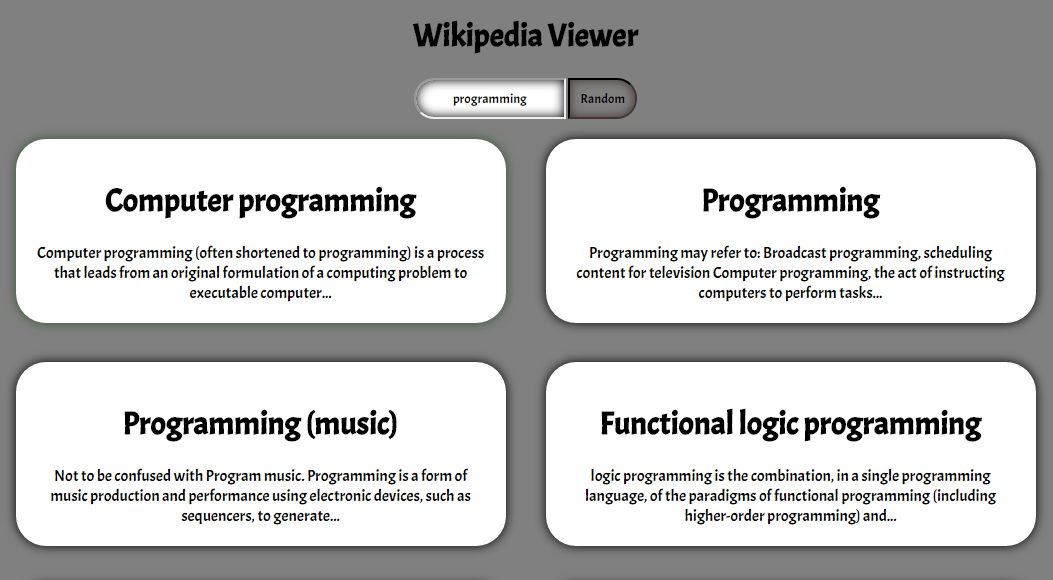 Wikipedia Viewer
programming
Random
Computer programming
Computer programming (often shortened to programming) is a process
that leads from an original formulation of a computing problem to
executable computer...
Programming
Programming may refer to: Broadcast programming, scheduling
content for television Computer programming, the act of instructing
computers to perform tasks...
Programming (music)
Not to be confused with Program music. Programming is a form of
music production and performance using electronic devices, such as
sequencers, to generate...
Functional logic programming
logic programming is the combination, in a single programming
language, of the paradigms of functional programming (including
higher-order programming) and...